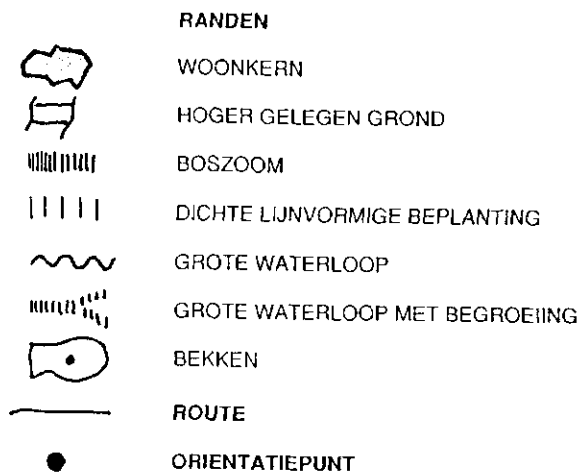 RANDEN
WOONKERN
HOGER GELEGEN GROND
BOSZOOM
DICHTE LIJNVORMIGE BEPLANTING
GROTE WATERLOOP
GROTE WATERLOOP MET BEGROEIING
BEKKEN
ROUTE
ORIENTATIEPUNT